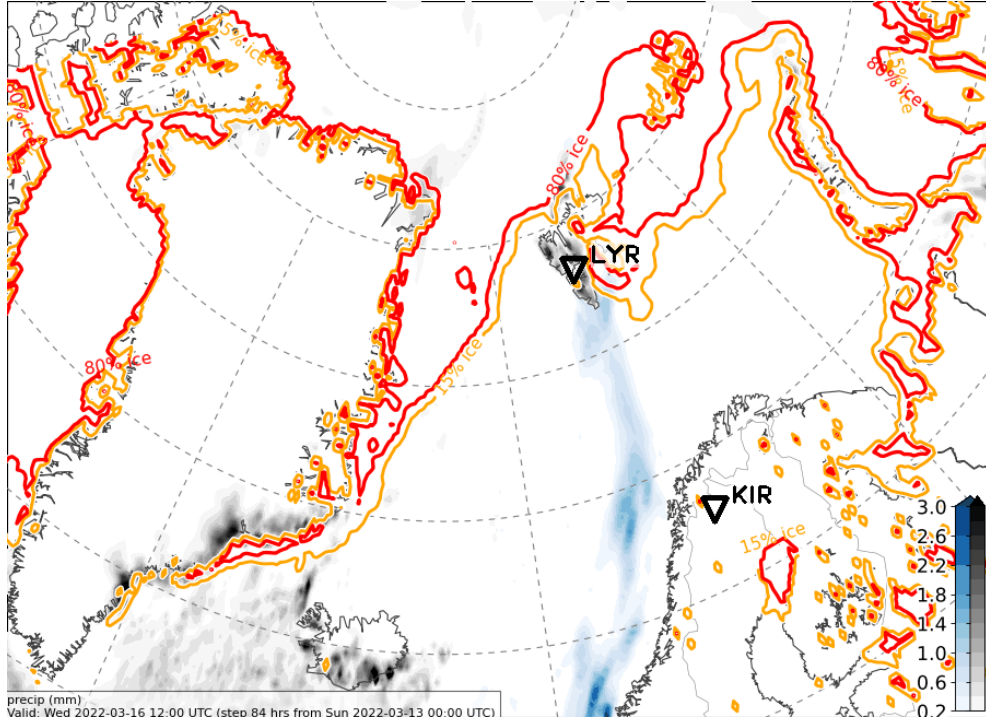 15% ice
80% ice
15% ice
80% ice
80% ice
LYR
80% ice
15% ice
KIR
15% ice
3.0
2.6
2.2
1.8
1.4
1.0
0.6
0.2
precip (mm)
Valid: Wed 2022-03-16 12:00 UTC (step 84 hrs from Sun 2022-03-13 00:00 UTC)